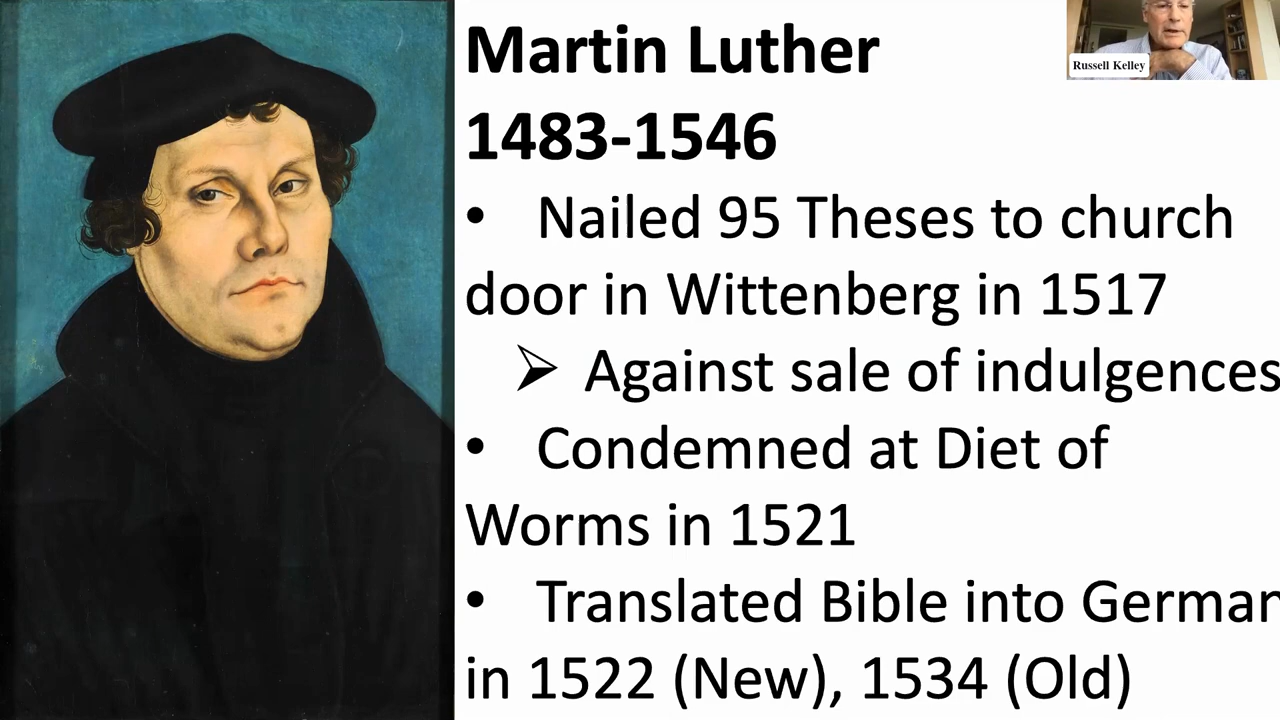 Martin Luther
1483-1546
• Nailed 95 Theses to church
door in Wittenberg in 1517
➢ Against sale of indulgences
• Condemned at Diet of
Worms in 1521
• Translated Bible into German
in 1522 (New), 1534 (Old)
Russell Kelley